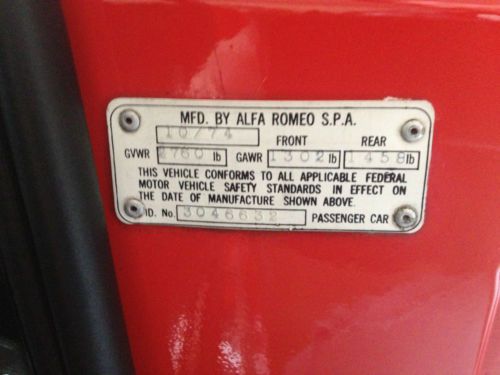 MFD. BY ALFA ROMEO S.P.A.
10/74 FRONT REAR
GVWR 2760 lb GAWR 1302 lb 1458 lb
THIS VEHICLE CONFORMS TO ALL APPLICABLE FEDERAL
MOTOR VEHICLE SAFETY STANDARDS IN EFFECT ON
THE DATE OF MANUFACTURE SHOWN ABOVE.
ID. No. 3046632 PASSENGER CAR